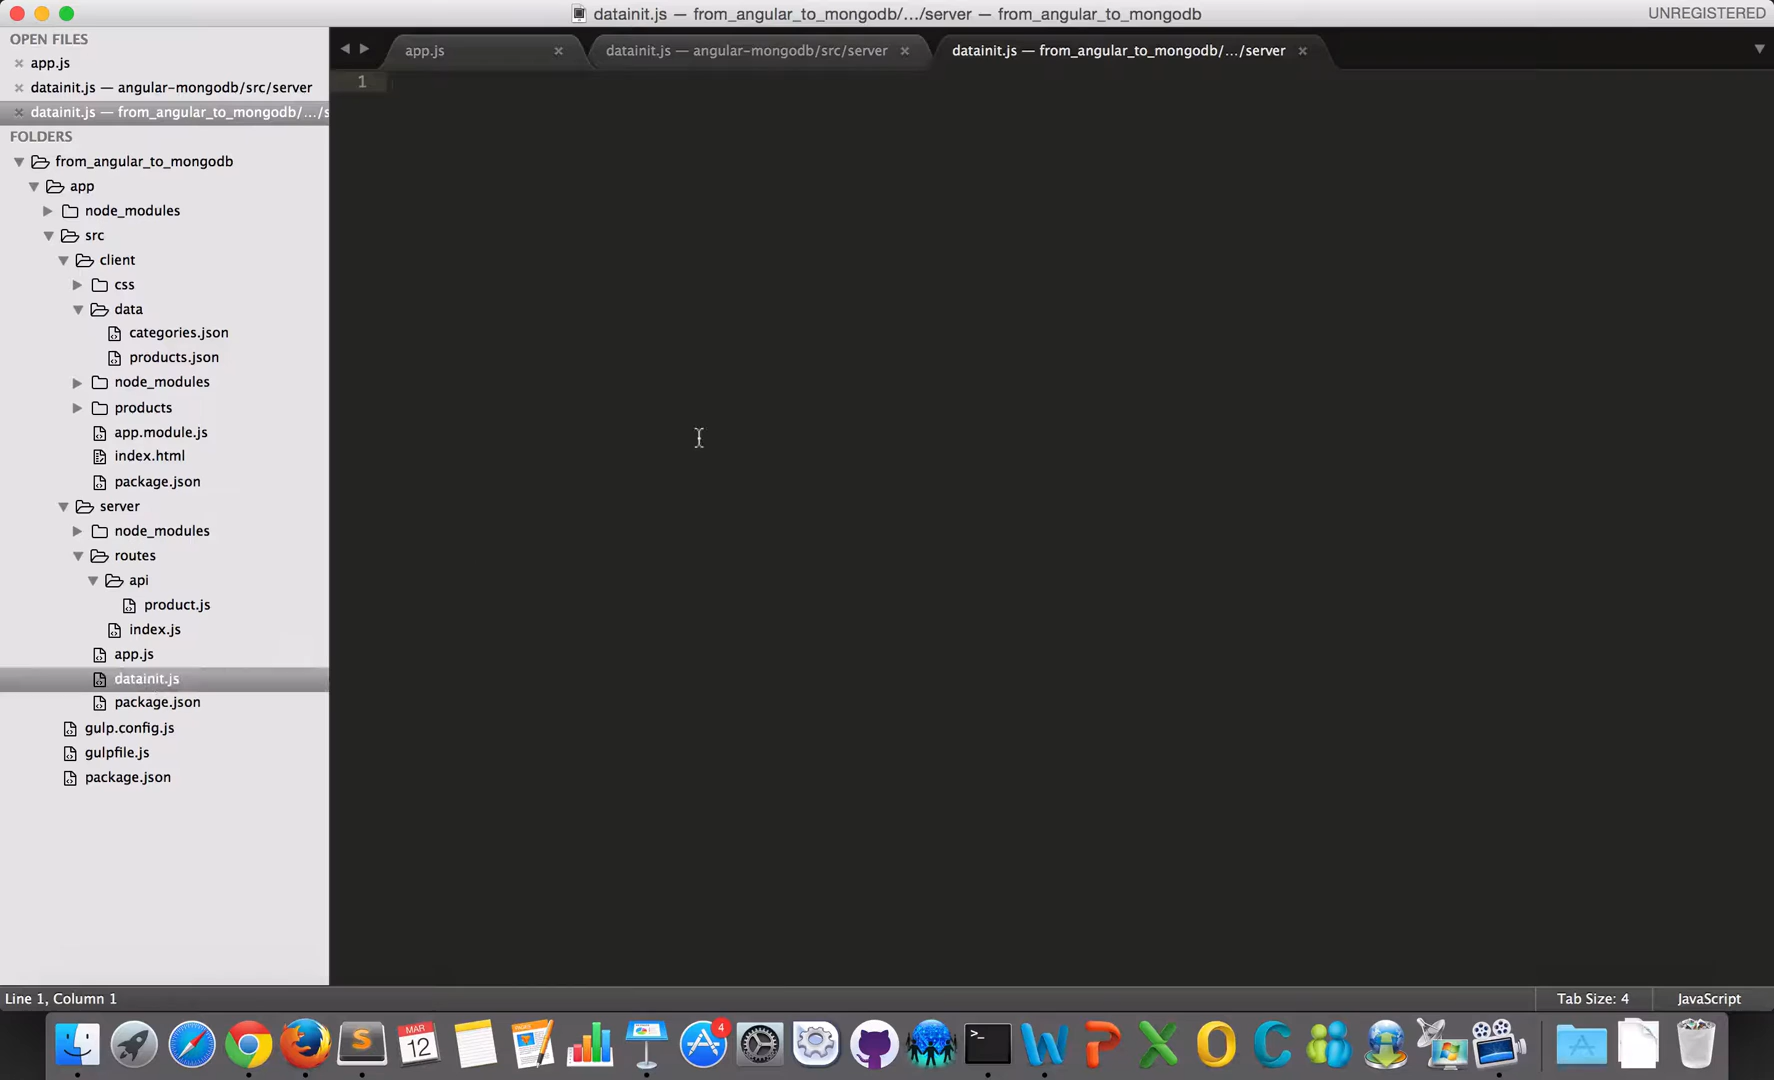 datainit.js — from_angular_to_mongodb/.../server — from_angular_to_mongodb
UNREGISTERED
OPEN FILES
app.js
datainit.js — angular-mongodb/src/server
datainit.js — from_angular_to_mongodb/.../s
FOLDERS
from_angular_to_mongodb
app
node_modules
src
client
css
data
categories.json
products.json
node_modules
products
app.module.js
index.html
package.json
server
node_modules
routes
api
product.js
index.js
app.js
datainit.js
package.json
gulp.config.js
gulpfile.js
package.json
app.js
datainit.js — angular-mongodb/src/server
datainit.js — from_angular_to_mongodb/.../server
1
Line 1, Column 1
Tab Size: 4
JavaScript
MAR
12
4
>_